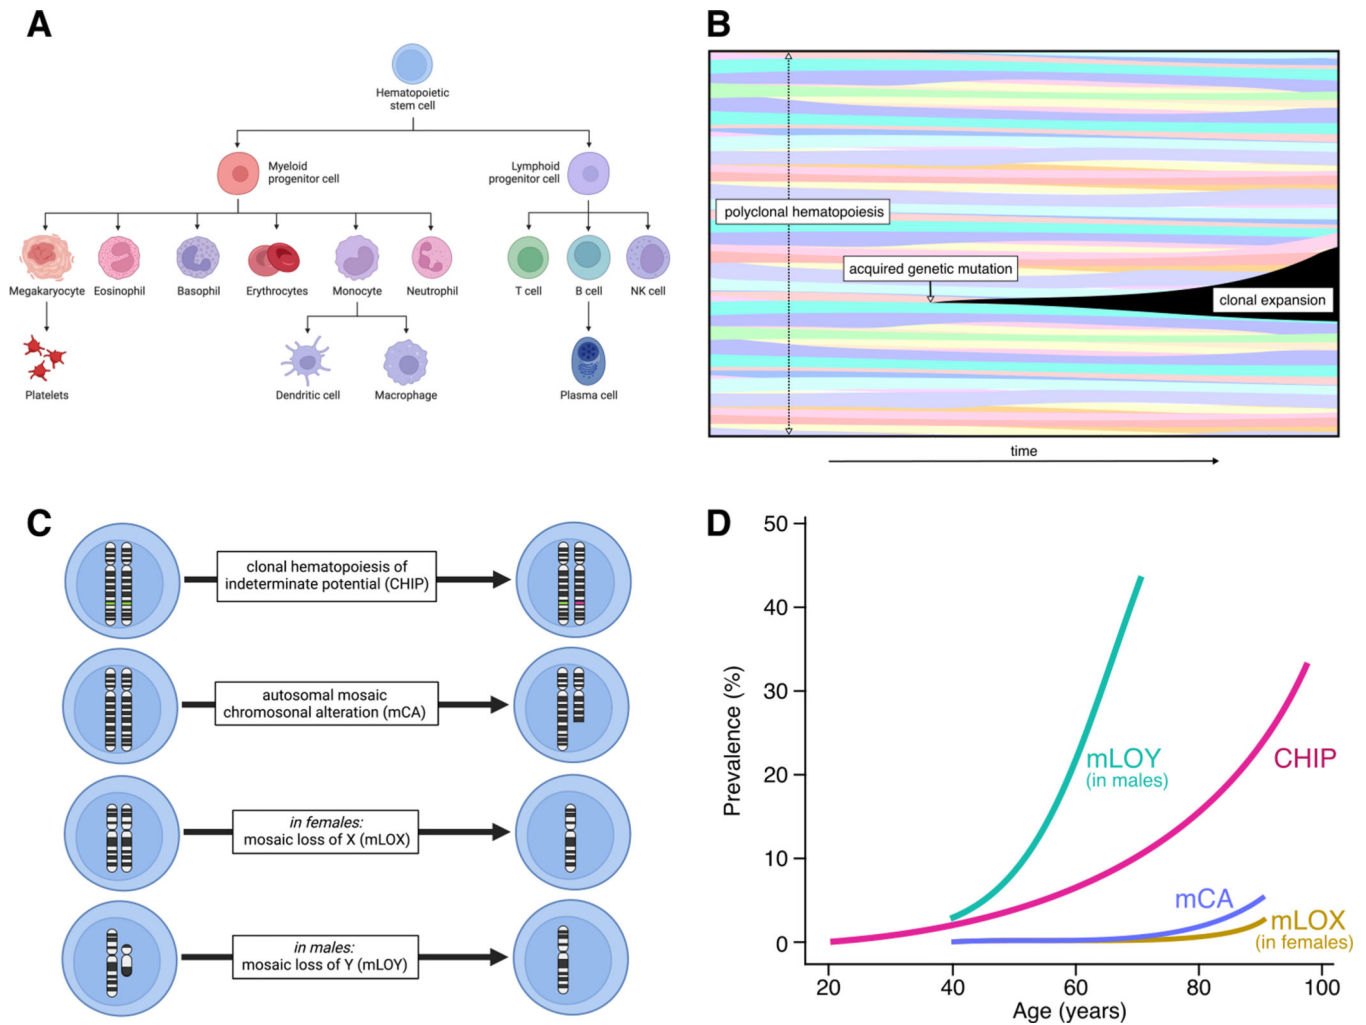 A
Hematopoietic
stem cell
Myeloid
progenitor cell
Lymphoid
progenitor cell
Megakaryocyte
Eosinophil
Basophil
Erythrocytes
Monocyte
Neutrophil
T cell
B cell
NK cell
Platelets
Dendritic cell
Macrophage
Plasma cell
B
polyclonal hematopoiesis
acquired genetic mutation
clonal expansion
time
C
clonal hematopoiesis of
indeterminate potential (CHIP)
autosomal mosaic
chromosonal alteration (mCA)
in females:
mosaic loss of X (mLOX)
in males:
mosaic loss of Y (mLOY)
D
Prevalence (%)
50
40
30
20
10
0
mLOY
(in males)
CHIP
mCA
mLOX
(in females)
20
40
60
80
100
Age (years)